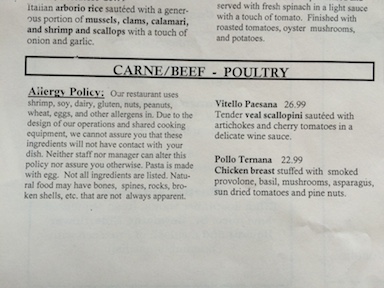 Italian arborio rice sautéed with a gener-
ous portion of mussels, clams, calamari,
and shrimp and scallops with a touch of
onion and garlic.
served with fresh spinach in a light sauce
with a touch of tomato. Finished with
roasted tomatoes, oyster mushrooms,
and potatoes.
CARNE/BEEF - POULTRY
Allergy Policy: Our restaurant uses
shrimp, soy, dairy, gluten, nuts, peanuts,
wheat, eggs, and other allergens in. Due to the
design of our operations and shared cooking
equipment, we cannot assure you that these
ingredients will not have contact with your
dish. Neither staff nor manager can alter this
policy nor assure you otherwise. Pasta is made
with egg. Not all ingredients are listed. Natu-
ral food may have bones, spines, rocks, bro-
ken shells, etc. that are not always apparent.
Vitello Paesana 26.99
Tender veal scallopini sautéed with
artichokes and cherry tomatoes in a
delicate wine sauce.
Pollo Ternana 22.99
Chicken breast stuffed with smoked
provolone, basil, mushrooms, asparagus,
sun dried tomatoes and pine nuts.